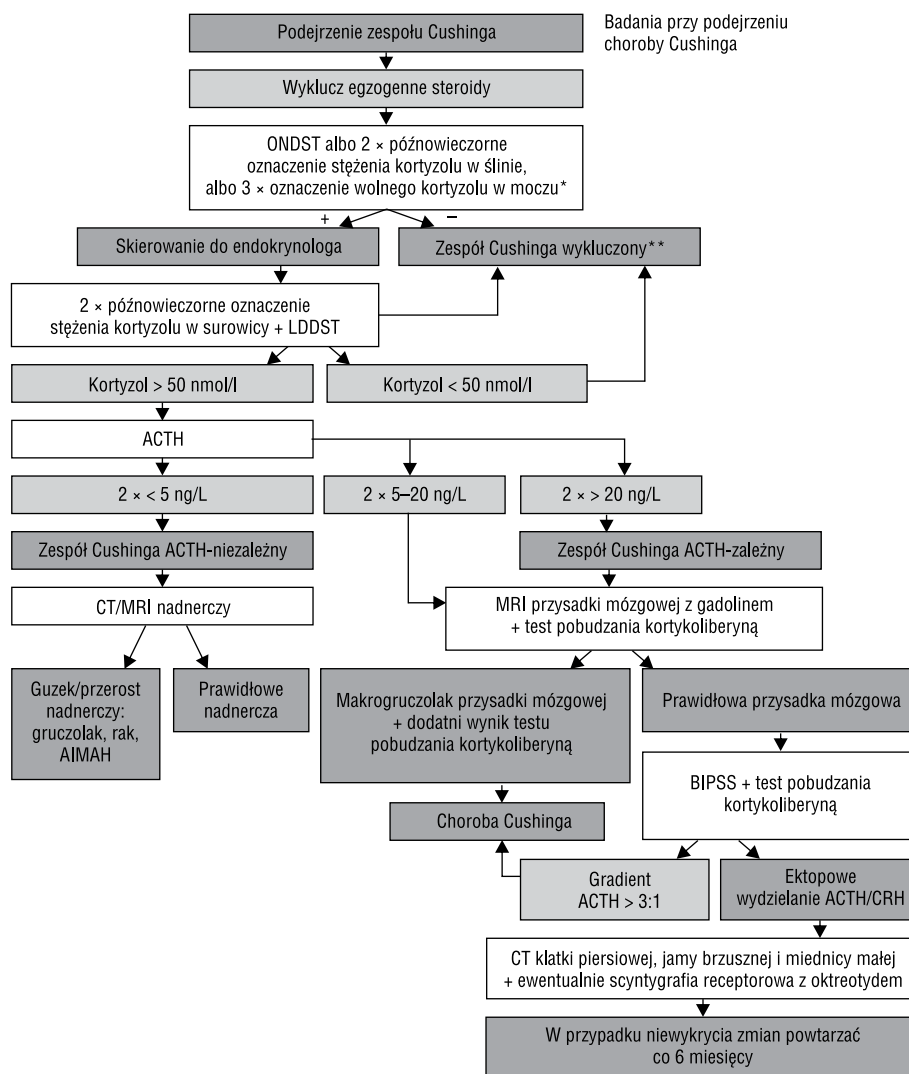 Podejrzenie zespołu Cushinga
Badania przy podejrzeniu
choroby Cushinga
Wyklucz egzogenne steroidy
ONDST albo 2 × późnowieczorne
oznaczenie stężenia kortyzolu w ślinie,
albo 3 × oznaczenie wolnego kortyzolu w moczu*
+
–
Skierowanie do endokrynologa
Zespół Cushinga wykluczony**
2 × późnowieczorne oznaczenie
stężenia kortyzolu w surowicy + LDDST
Kortyzol > 50 nmol/l
Kortyzol < 50 nmol/l
ACTH
2 × < 5 ng/L
2 × 5–20 ng/L
2 × > 20 ng/L
Zespół Cushinga ACTH-niezależny
Zespół Cushinga ACTH-zależny
CT/MRI nadnerczy
MRI przysadki mózgowej z gadolinem
+ test pobudzania kortykoliberyną
Guzek/przerost
nadnerczy:
gruczolak, rak,
AIMAH
Prawidłowe
nadnercza
Makrogruczolak przysadki mózgowej
+ dodatni wynik testu
pobudzania kortykoliberyną
Prawidłowa przysadka mózgowa
BIPSS + test pobudzania
kortykoliberyną
Choroba Cushinga
Gradient
ACTH > 3:1
Ektopowe
wydzielanie ACTH/CRH
CT klatki piersiowej, jamy brzusznej i miednicy małej
+ ewentualnie scyntygrafia receptorowa z oktreotydem
W przypadku niewykrycia zmian powtarzać
co 6 miesięcy